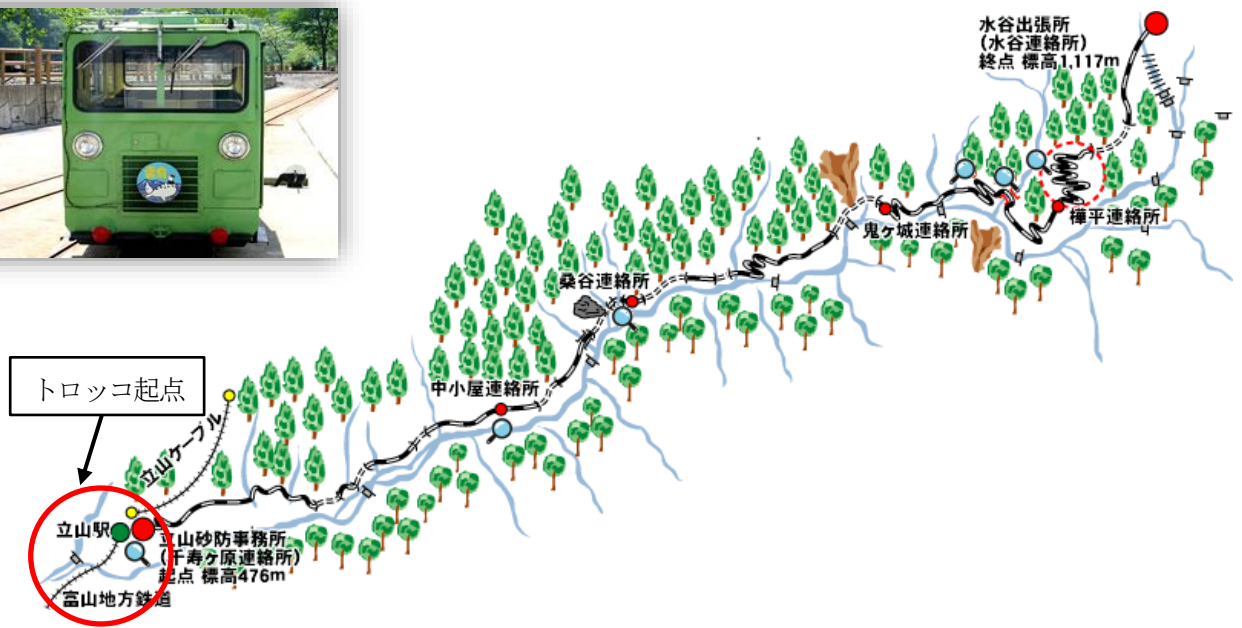 水谷出張所
(水谷連絡所)
終点 標高1,117m
樺平連絡所
鬼ヶ城連絡所
桑谷連絡所
中小屋連絡所
トロッコ起点
立山ケーブル
立山駅
立山砂防事務所
(千寿ヶ原連絡所)
起点 標高476m
富山地方鉄道